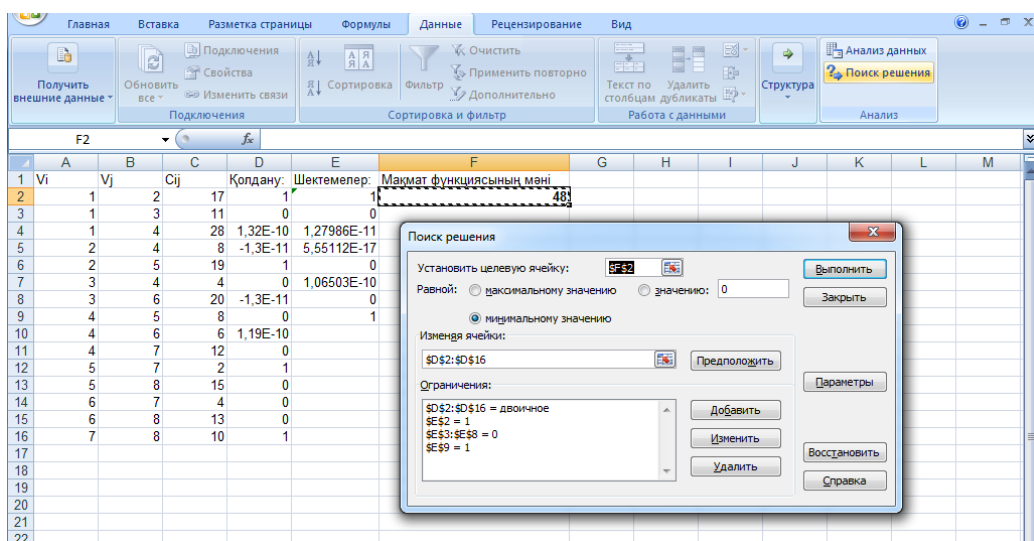 Главная Вставка Разметка страницы Формулы Данные Рецензирование Вид
Получить внешние данные
Обновить все
Подключения
Свойства
Изменить связи
Подключения
Сортировка
Фильтр
Очистить
Применить повторно
Дополнительно
Сортировка и фильтр
Текст по столбцам
Удалить дубликаты
Работа с данными
Структура
Анализ данных
Поиск решения
Анализ
F2 fx
A B C D E F G H I J K L M
1 Vi Vj Cij Қолдану: Шектемелер: Мақмат функциясының мәні
2 1 2 17 1 1 48
3 1 3 11 0 0
4 1 4 28 1,32E-10 1,27986E-11
5 2 4 8 -1,3E-11 5,55112E-17
6 2 5 19 1 0
7 3 4 4 0 1,06503E-10
8 3 6 20 -1,3E-11 0
9 4 5 8 0 1
10 4 6 6 1,19E-10
11 4 7 12 0
12 5 7 2 1
13 5 8 15 0
14 6 7 4 0
15 6 8 13 0
16 7 8 10 1
17
18
19
20
21
22
Поиск решения
Установить целевую ячейку: $F$2
Равной: максимальному значению значению: 0
минимальному значению
Изменяя ячейки:
$D$2:$D$16
Ограничения:
$D$2:$D$16 = двоичное
$E$2 = 1
$E$3:$E$8 = 0
$E$9 = 1
Предположить
Добавить
Изменить
Удалить
Выполнить
Закрыть
Параметры
Восстановить
Справка